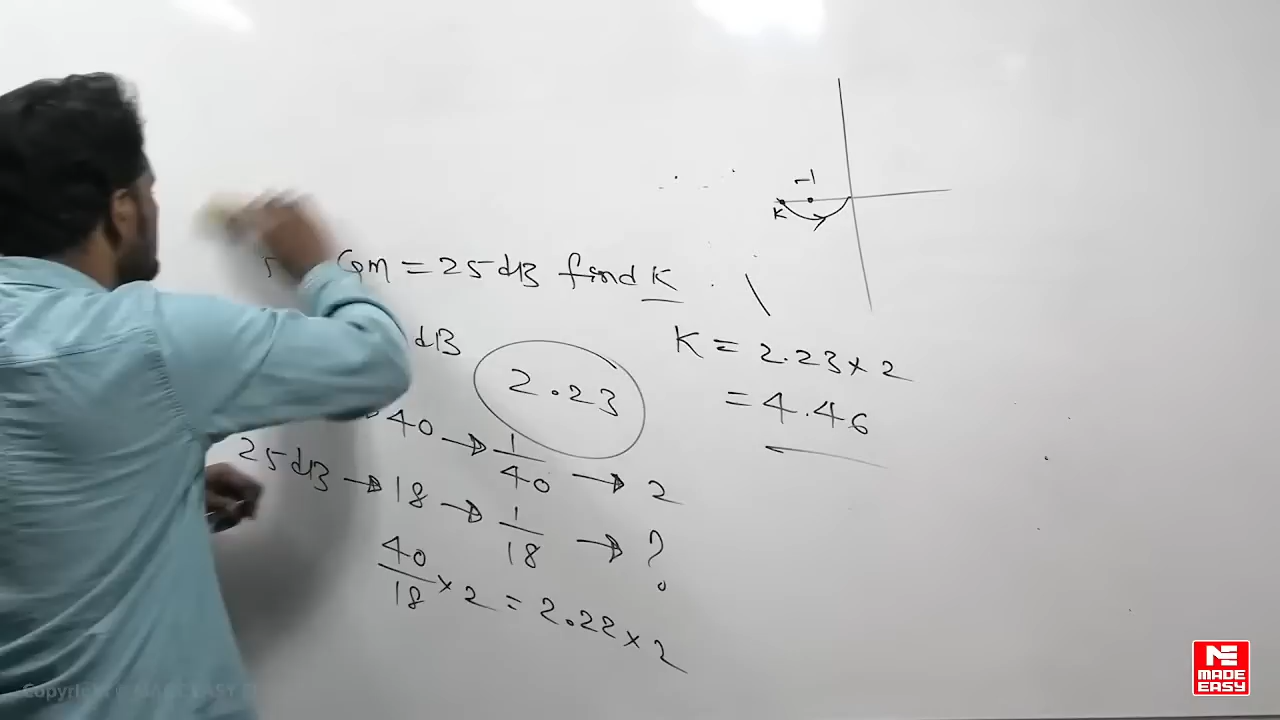 -1
K
Gm = 25 dB find K
dB
2.23
K = 2.23 × 2
= 4.46
40 → 1/40 → 2
25 dB → 18 → 1/18 → ?
40/18 × 2 = 2.22 × 2
ME
MADE
EASY